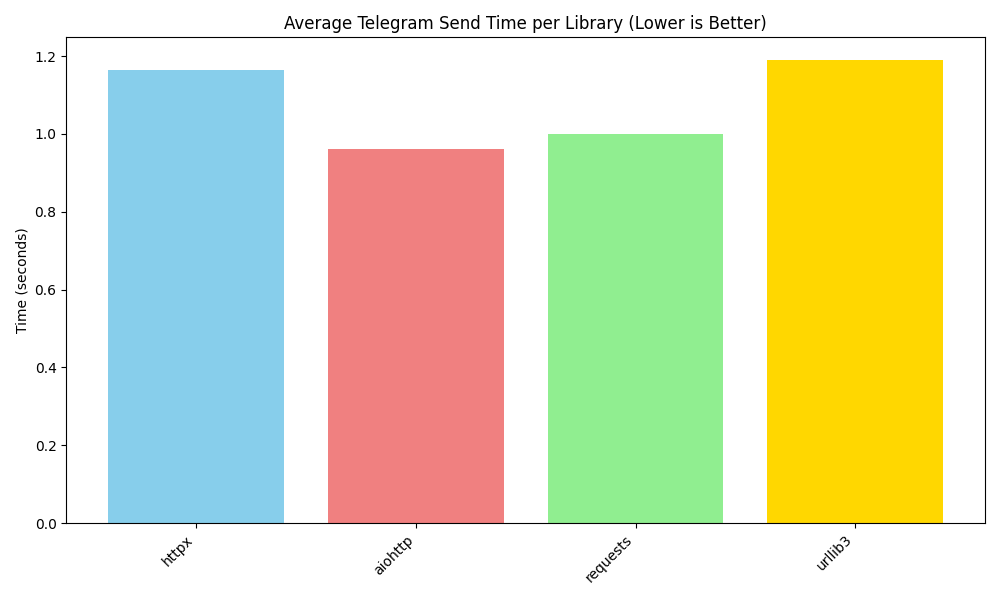 Average Telegram Send Time per Library (Lower is Better)
Time (seconds)
1.2
1.0
0.8
0.6
0.4
0.2
0.0
httpx
aiohttp
requests
urllib3